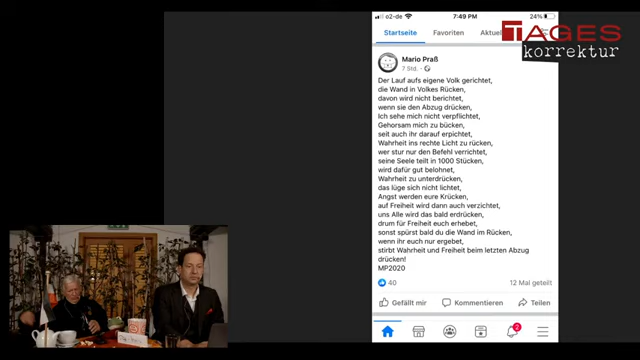 o2-de
7:49 PM
24%
Startseite
Favoriten
TAGES
korrektur
Mario Praß
7 Std.
Der Lauf aufs eigene Volk gerichtet,
die Wand in Volkes Rücken,
davon wird nicht berichtet,
wenn sie den Abzug drücken,
Ich sehe mich nicht verpflichtet,
Gehorsam mich zu bücken,
seit auch ihr darauf erpichtet,
Wahrheit ins rechte Licht zu rücken,
wer stur nur den Befehl verrichtet,
seine Seele teilt in 1000 Stücken,
wird dafür gut belohnet,
Wahrheit zu unterdrücken,
das lüge sich nicht lichtet,
Angst werden eure Krücken,
auf Freiheit wird dann auch verzichtet,
uns Alle wird das bald erdrücken,
drum für Freiheit euch erhebet,
sonst spürst bald du die Wand im Rücken,
wenn ihr euch nur ergebet,
stirbt Wahrheit und Freiheit beim letzten Abzug
drücken!
MP2020
40
12 Mal geteilt
Gefällt mir
Kommentieren
Teilen
2